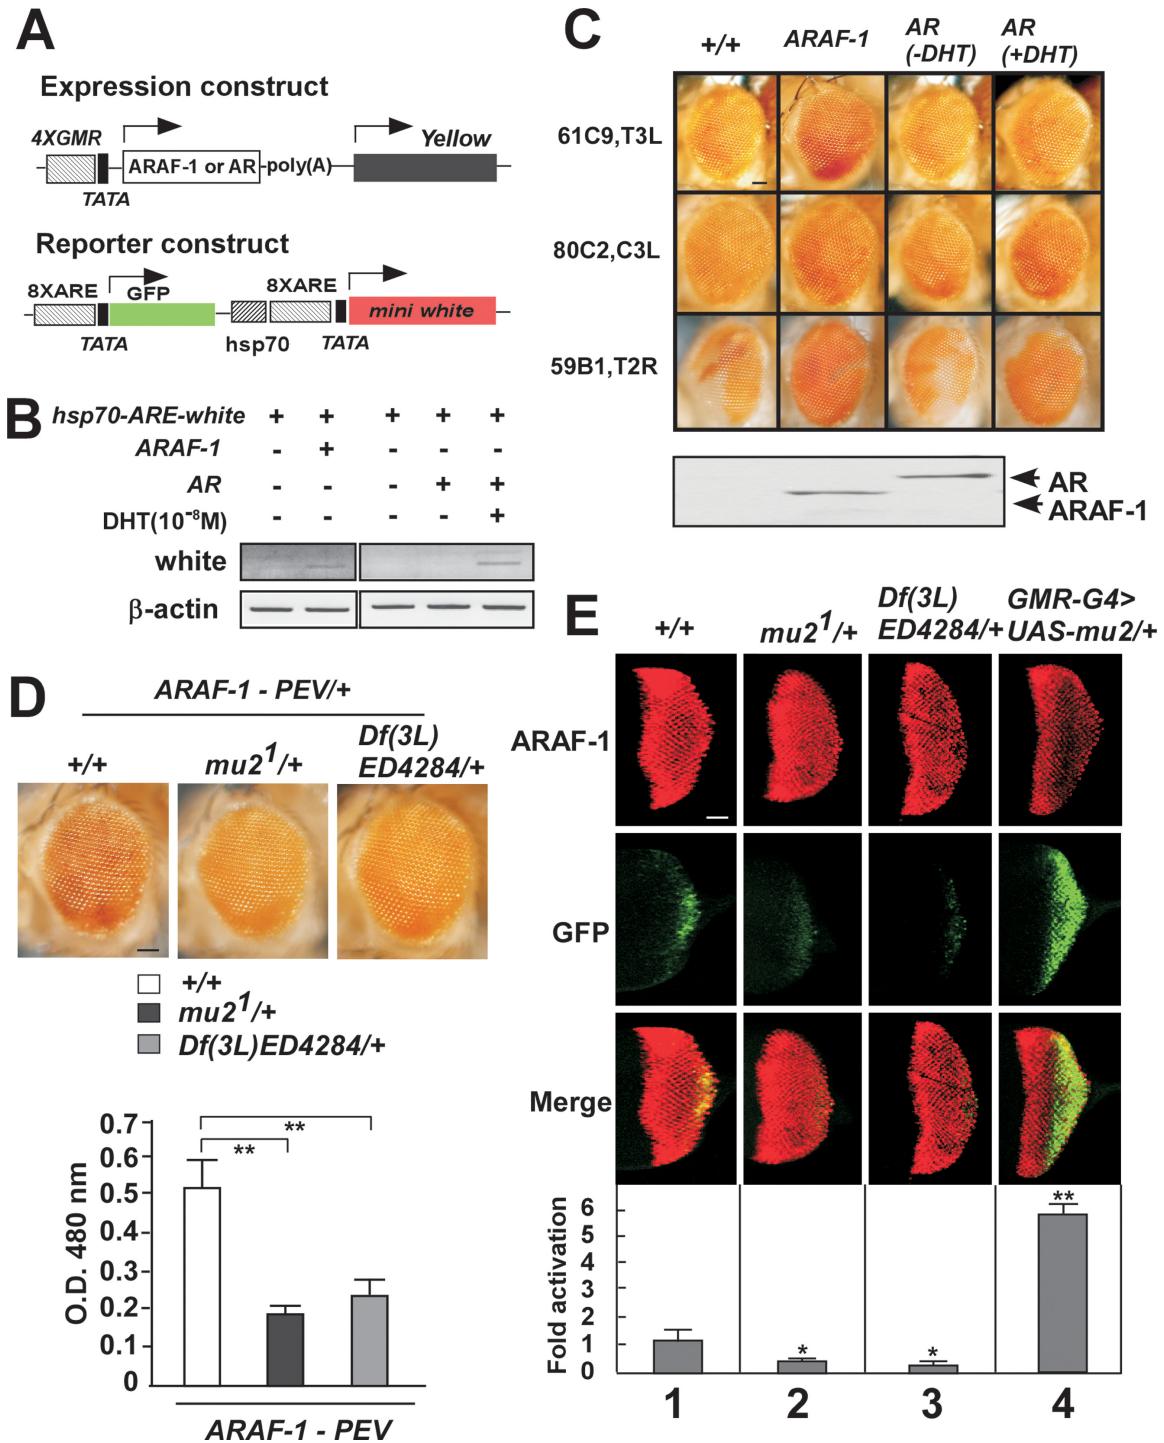 A
Expression construct
4XGMR
Yellow
ARAF-1 or AR
-poly(A)
TATA
Reporter construct
8XARE
GFP
8XARE
mini white
TATA
hsp70
TATA
B
hsp70-ARE-white + + + + +
ARAF-1 - + - - -
AR - - - + +
DHT(10⁻⁸M) - - - - +
white
β-actin
C
+/+
ARAF-1
AR
(-DHT)
AR
(+DHT)
61C9,T3L
80C2,C3L
59B1,T2R
AR
ARAF-1
D
ARAF-1 - PEV/+
+/+
mu2¹/+
Df(3L)
ED4284/+
+/+
mu2¹/+
Df(3L)ED4284/+
O.D. 480 nm
0.7
0.6
0.5
0.4
0.3
0.2
0.1
0
**
**
ARAF-1 - PEV
E
+/+
mu2¹/+
Df(3L)
ED4284/+
GMR-G4>
UAS-mu2/+
ARAF-1
GFP
Merge
Fold activation
6
5
4
3
2
1
0
*
*
**
1 2 3 4